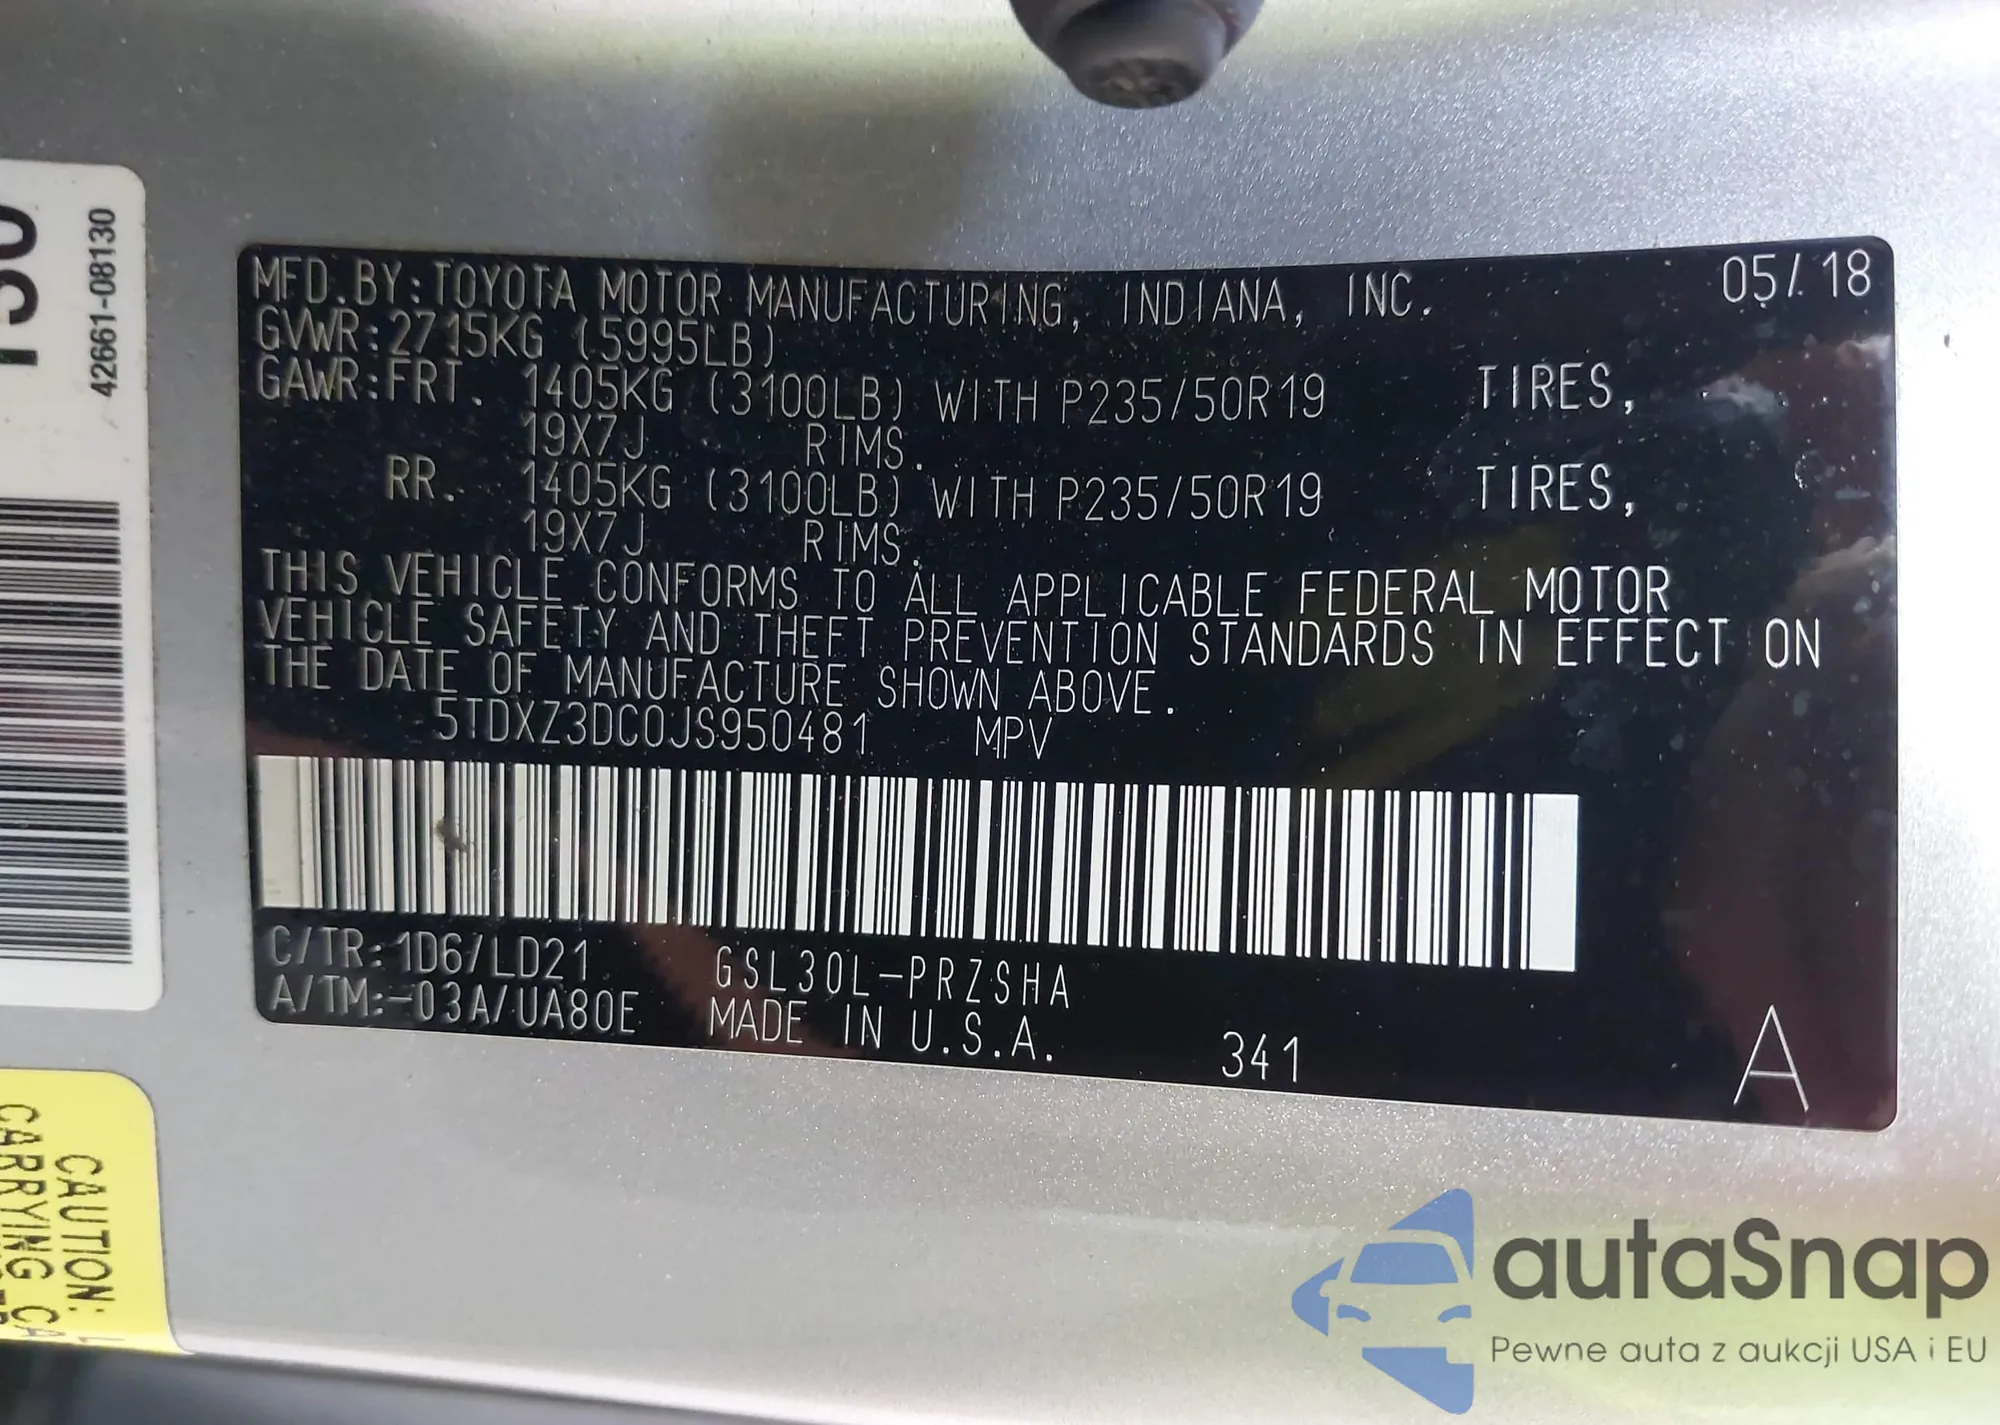 42661-08130
MFD.BY:TOYOTA MOTOR MANUFACTURING, INDIANA, INC. 05/18
GVWR:2715KG (5995LB)
GAWR:FRT. 1405KG (3100LB) WITH P235/50R19 TIRES,
19X7J RIMS.
RR. 1405KG (3100LB) WITH P235/50R19 TIRES,
19X7J RIMS.
THIS VEHICLE CONFORMS TO ALL APPLICABLE FEDERAL MOTOR
VEHICLE SAFETY AND THEFT PREVENTION STANDARDS IN EFFECT ON
THE DATE OF MANUFACTURE SHOWN ABOVE.
5TDXZ3DC0JS950481 MPV
C/TR:1D6/LD21 GSL30L-PRZSHA
A/TM:-03A/UA80E MADE IN U.S.A. 341 A
CAUTION:
CARRYING
autaSnap
Pewne auta z aukcji USA i EU